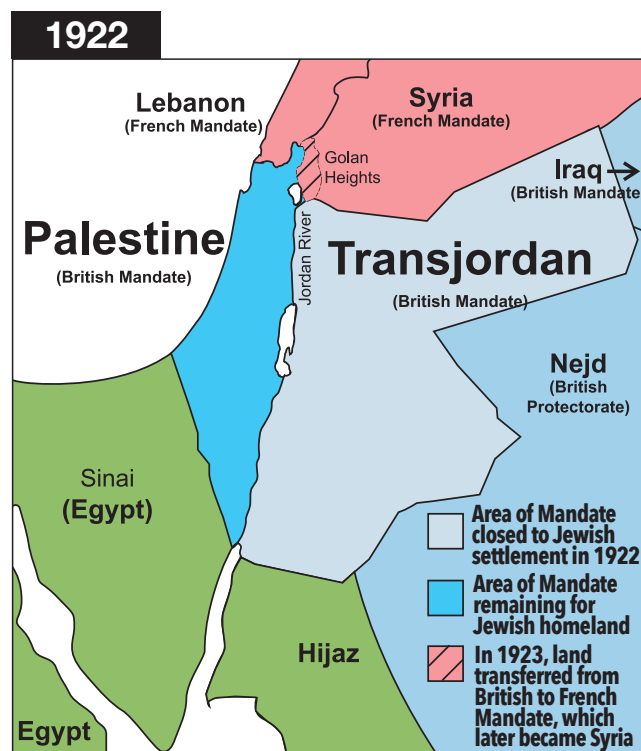 1922
Lebanon
(French Mandate)
Syria
(French Mandate)
Golan
Heights
Iraq
(British Mandate
Palestine
(British Mandate)
Jordan River
Transjordan
(British Mandate)
Nejd
(British
Protectorate)
Sinai
(Egypt)
Area of Mandate
closed to Jewish
settlement in 1922
Area of Mandate
remaining for
Jewish homeland
Hijaz
In 1923, land
transferred from
British to French
Mandate, which
later became Syria
Egypt